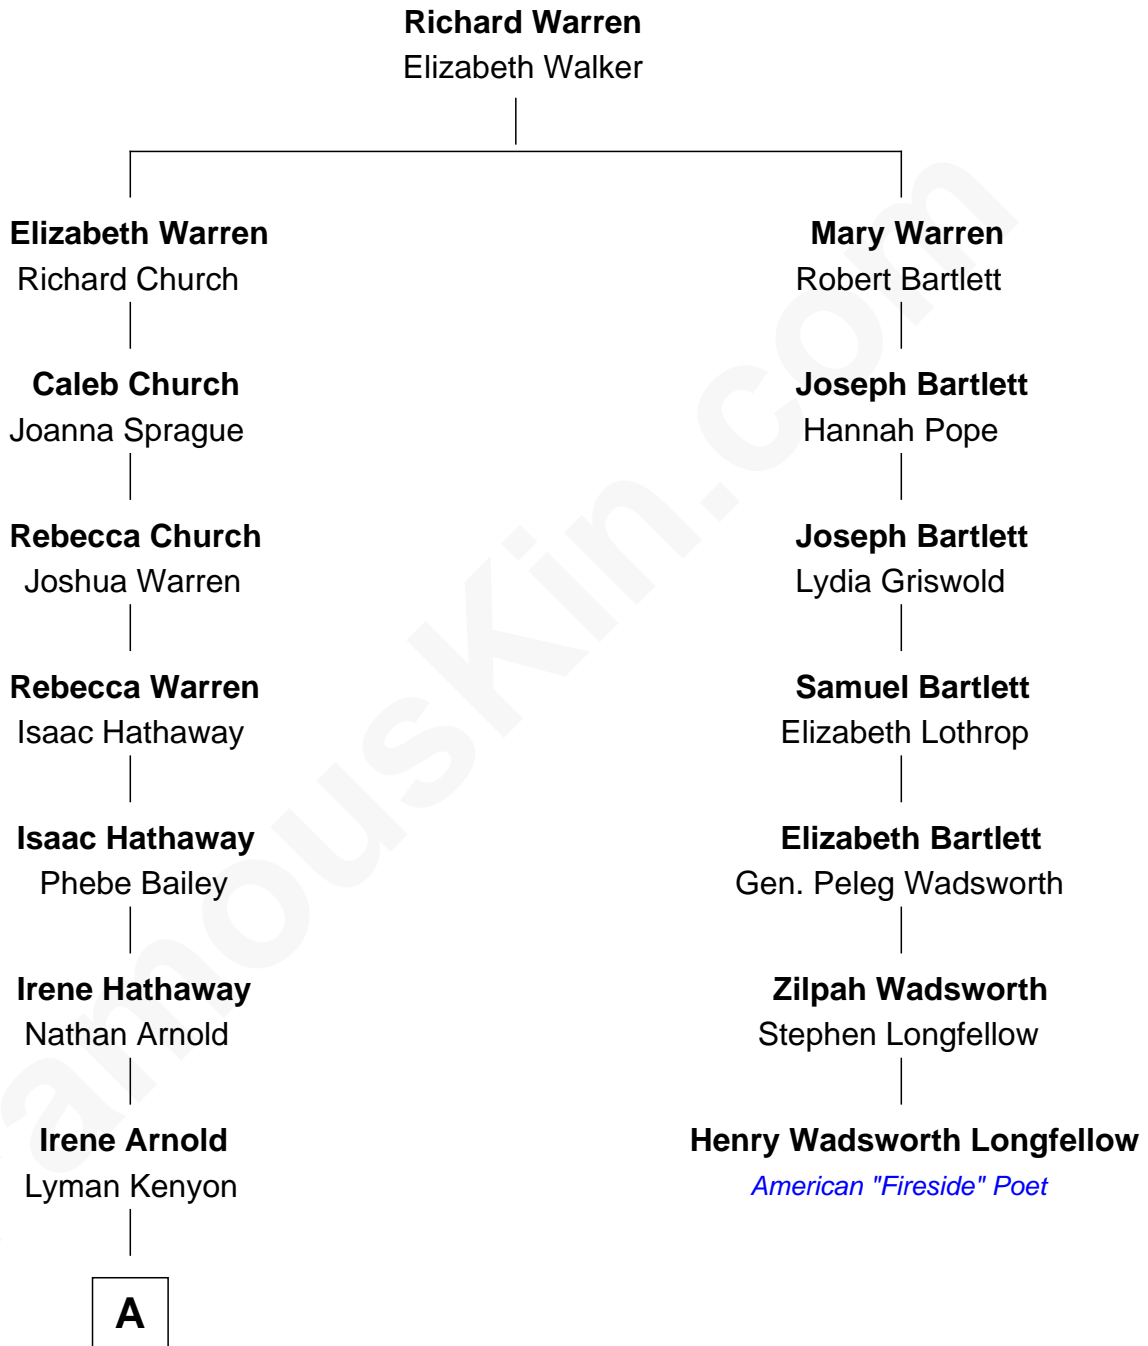 Richard Warren
Elizabeth Walker
Elizabeth Warren
Richard Church
Mary Warren
Robert Bartlett
Caleb Church
Joanna Sprague
Joseph Bartlett
Hannah Pope
Rebecca Church
Joshua Warren
Joseph Bartlett
Lydia Griswold
Rebecca Warren
Isaac Hathaway
Samuel Bartlett
Elizabeth Lothrop
Isaac Hathaway
Phebe Bailey
Elizabeth Bartlett
Gen. Peleg Wadsworth
Irene Hathaway
Nathan Arnold
Zilpah Wadsworth
Stephen Longfellow
Irene Arnold
Lyman Kenyon
Henry Wadsworth Longfellow
American "Fireside" Poet
A
amousKin.com